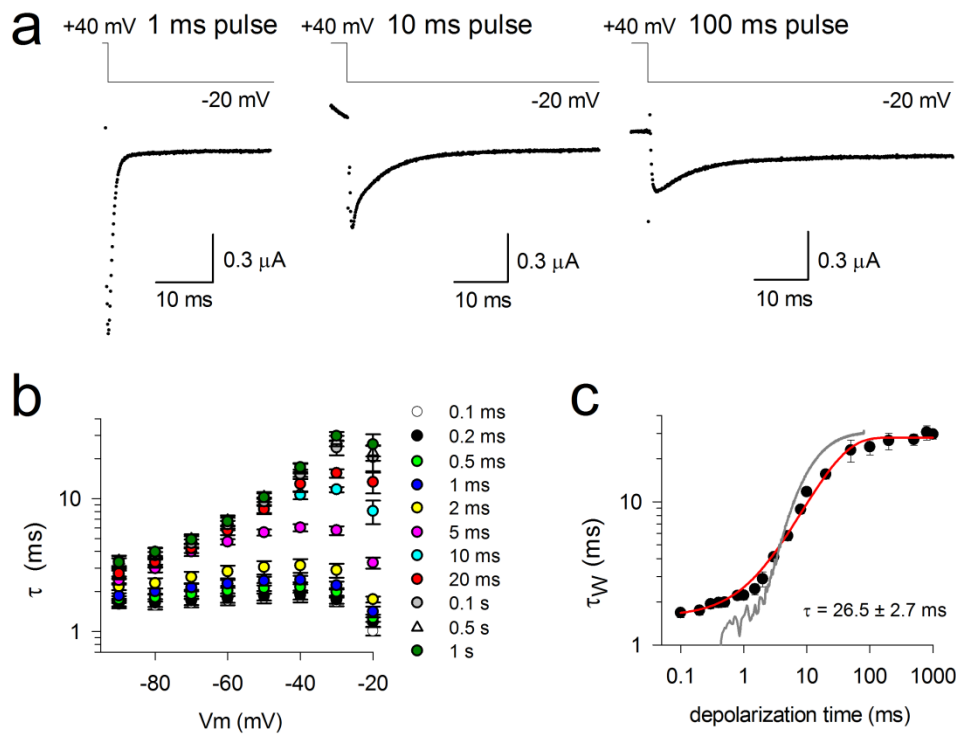 a
+40 mV 1 ms pulse
-20 mV
0.3 μA
10 ms
+40 mV 10 ms pulse
-20 mV
0.3 μA
10 ms
+40 mV 100 ms pulse
-20 mV
0.3 μA
10 ms
b
τ (ms)
10
1
-80 -60 -40 -20
Vm (mV)
0.1 ms
0.2 ms
0.5 ms
1 ms
2 ms
5 ms
10 ms
20 ms
0.1 s
0.5 s
1 s
c
τW (ms)
10
1
τ = 26.5 ± 2.7 ms
0.1 1 10 100 1000
depolarization time (ms)